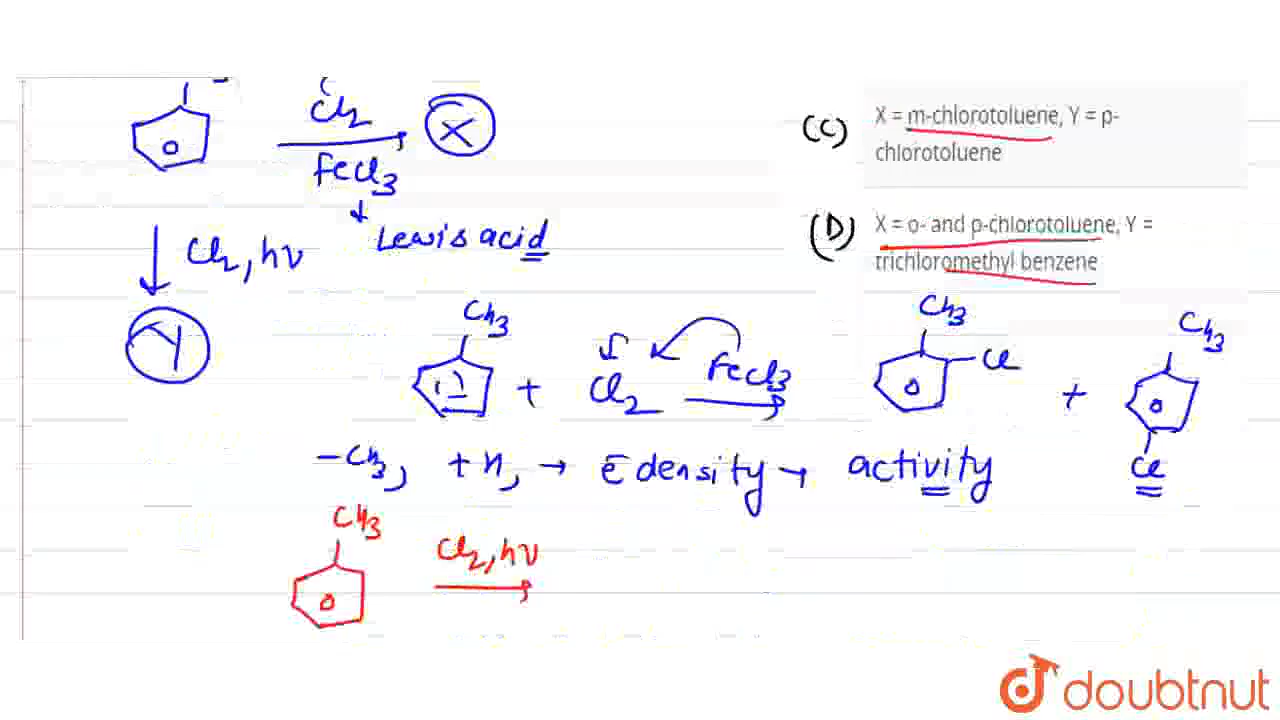 Cl2
X
FeCl3
Lewis acid
Cl2, hν
Y
(C) X = m-chlorotoluene, Y = p-
chlorotoluene
(D) X = o- and p-chlorotoluene, Y =
trichloromethyl benzene
CH3
+ Cl2
FeCl3
CH3
Cl
+
CH3
Cl
-CH3, +H, → e density → activity
CH3
Cl2, hν
doubtnut